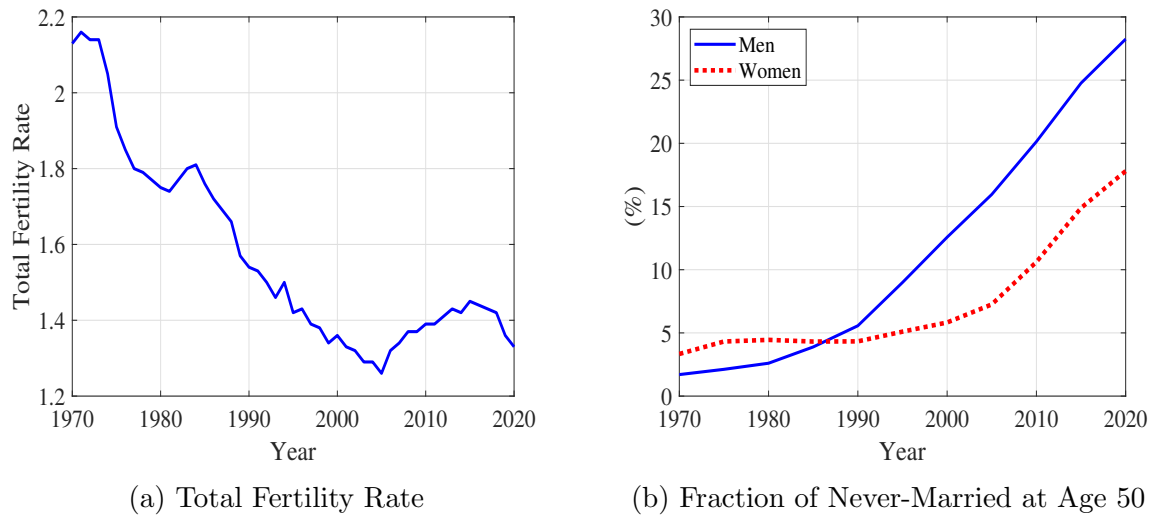 2.2
2
1.8
1.6
1.4
1.2
Total Fertility Rate
1970 1980 1990 2000 2010 2020
Year
(a) Total Fertility Rate
30
25
20
15
10
5
0
(%)
Men
Women
1970 1980 1990 2000 2010 2020
Year
(b) Fraction of Never-Married at Age 50